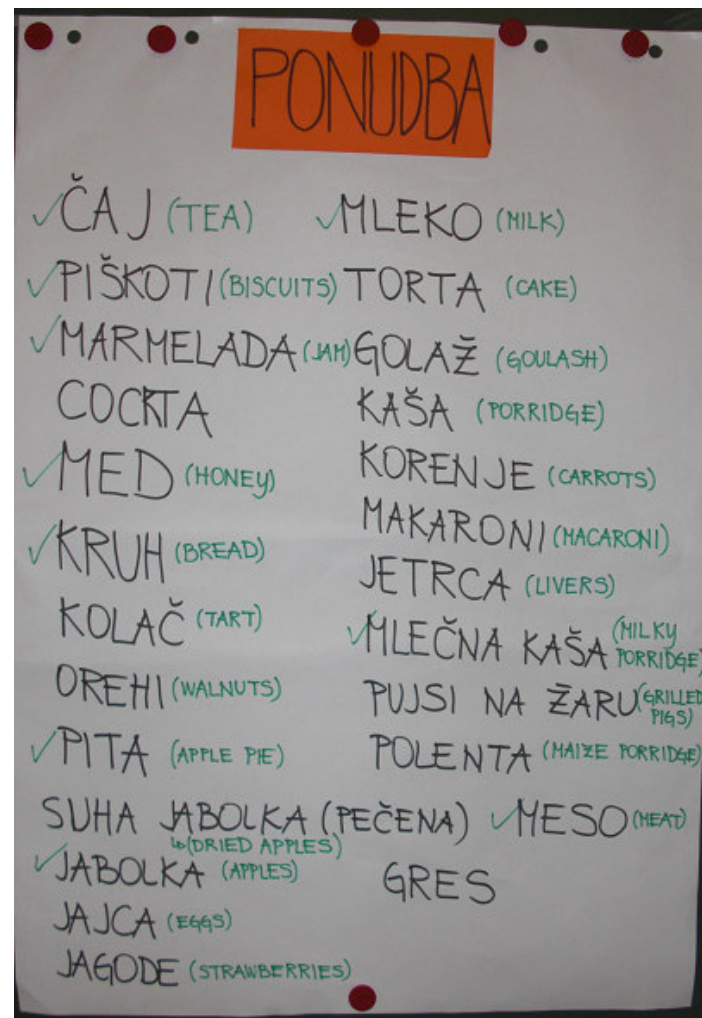 PONUDBA
ČAJ (TEA)
PIŠKOTI (BISCUITS)
MARMELADA (JAM)
COCKTA
MED (HONEY)
KRUH (BREAD)
KOLAČ (TART)
OREHI (WALNUTS)
PITA (APPLE PIE)
SUHA JABOLKA (PEČENA)
(DRIED APPLES)
JABOLKA (APPLES)
JAJCA (EGGS)
JAGODE (STRAWBERRIES)
MLEKO (MILK)
TORTA (CAKE)
GOLAŽ (GOULASH)
KAŠA (PORRIDGE)
KORENJE (CARROTS)
MAKARONI (MACARONI)
JETRCA (LIVERS)
MLEČNA KAŠA (MILKY
PORRIDGE)
PUJSI NA ŽARU (GRILLED
PIGS)
POLENTA (MAIZE PORRIDGE)
MESO (MEAT)
GRES